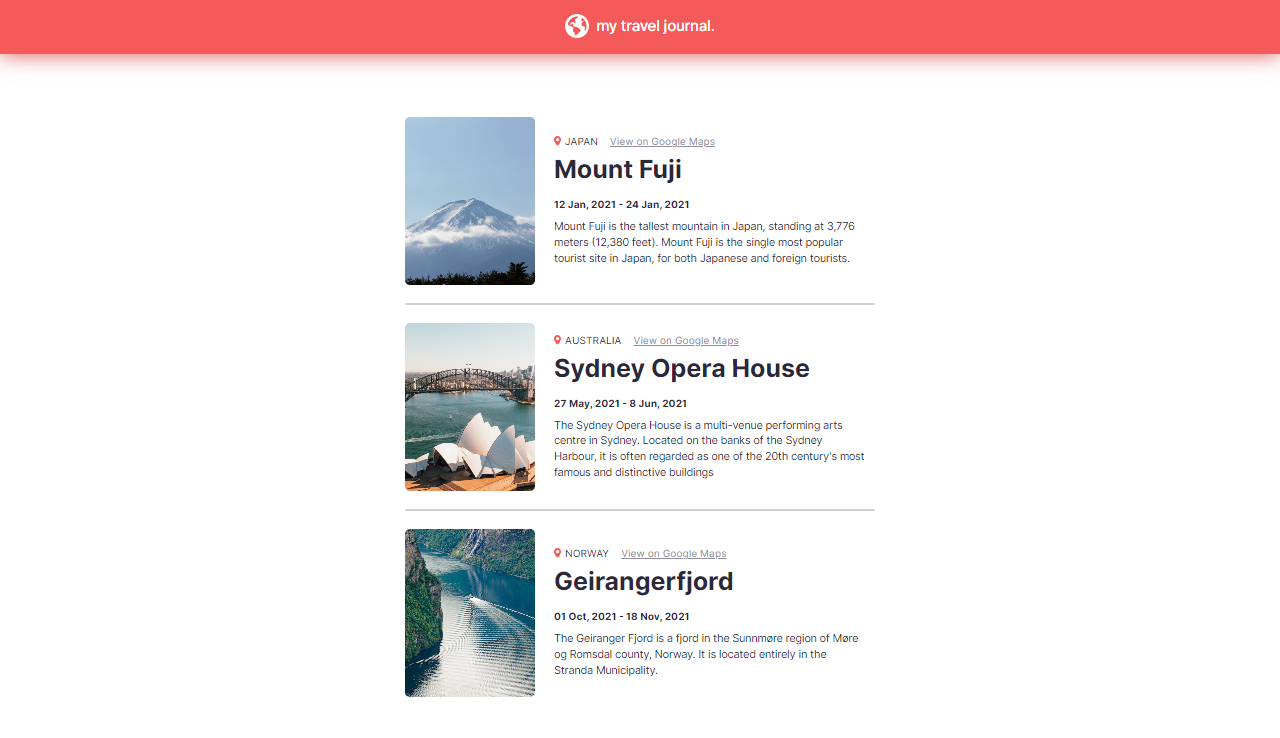 my travel journal.
JAPAN View on Google Maps
Mount Fuji
12 Jan, 2021 - 24 Jan, 2021
Mount Fuji is the tallest mountain in Japan, standing at 3,776
meters (12,380 feet). Mount Fuji is the single most popular
tourist site in Japan, for both Japanese and foreign tourists.
AUSTRALIA View on Google Maps
Sydney Opera House
27 May, 2021 - 8 Jun, 2021
The Sydney Opera House is a multi-venue performing arts
centre in Sydney. Located on the banks of the Sydney
Harbour, it is often regarded as one of the 20th century's most
famous and distinctive buildings
NORWAY View on Google Maps
Geirangerfjord
01 Oct, 2021 - 18 Nov, 2021
The Geiranger Fjord is a fjord in the Sunnmøre region of Møre
og Romsdal county, Norway. It is located entirely in the
Stranda Municipality.